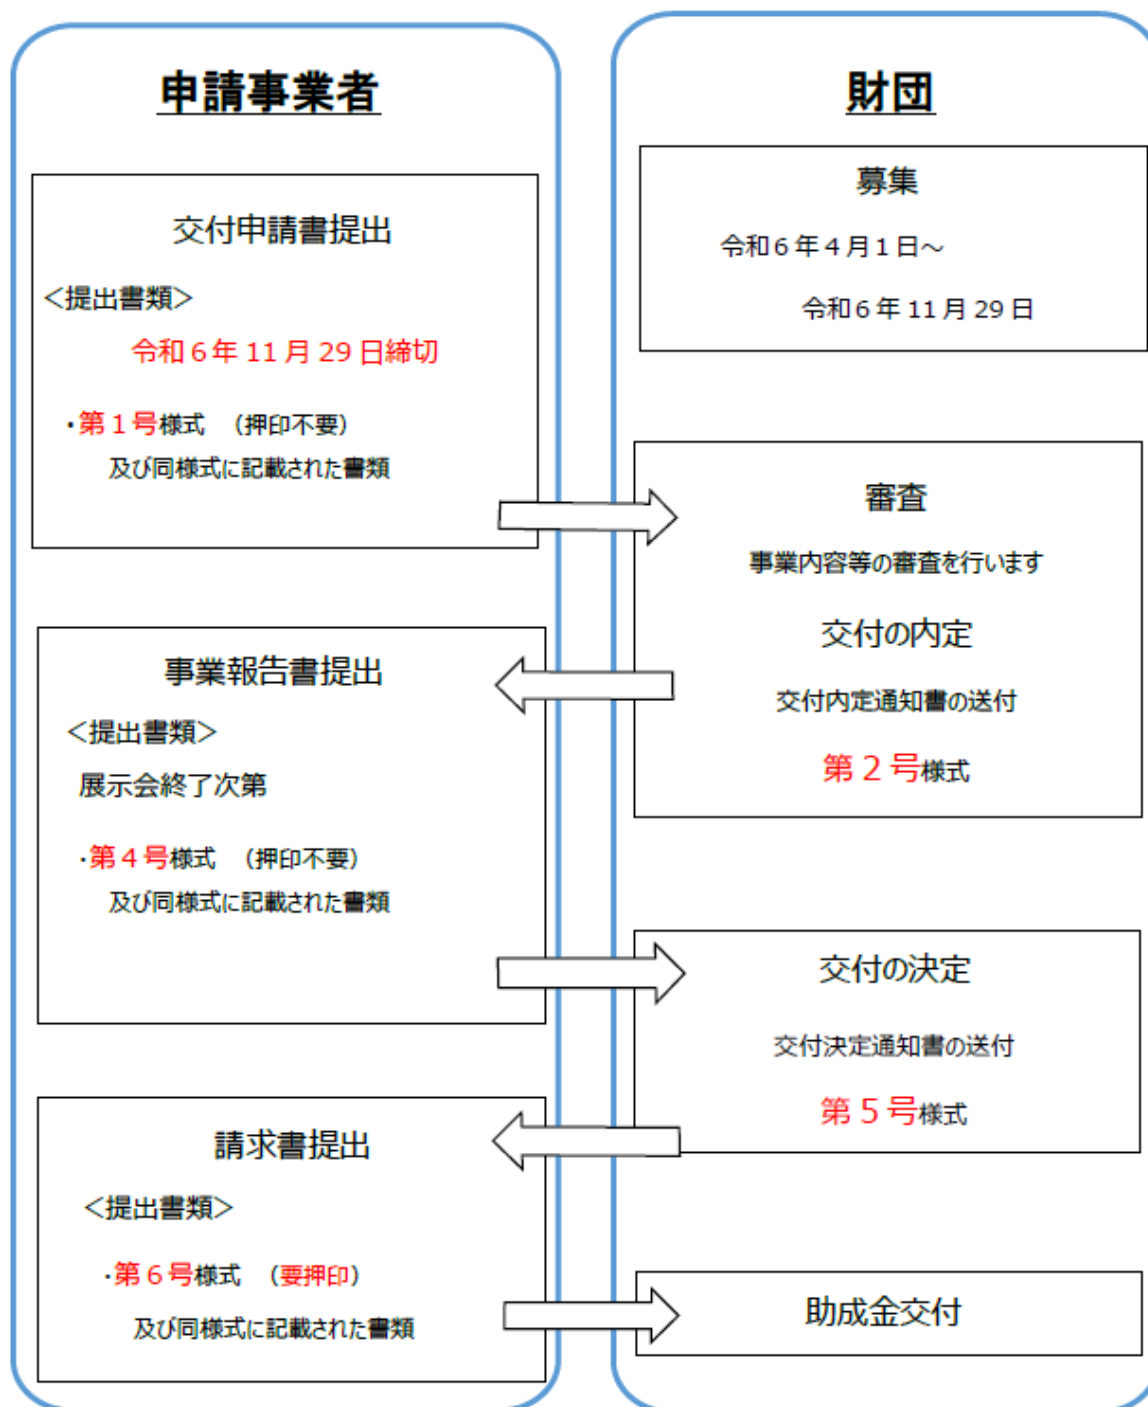 申請事業者
交付申請書提出
＜提出書類＞
令和６年 11 月 29 日締切
・第１号様式　（押印不要）
及び同様式に記載された書類
事業報告書提出
＜提出書類＞
展示会終了次第
・第４号様式　（押印不要）
及び同様式に記載された書類
請求書提出
＜提出書類＞
・第６号様式　（要押印）
及び同様式に記載された書類
財団
募集
令和６年４月１日～
令和６年 11 月 29 日
審査
事業内容等の審査を行います
交付の内定
交付内定通知書の送付
第２号様式
交付の決定
交付決定通知書の送付
第５号様式
助成金交付